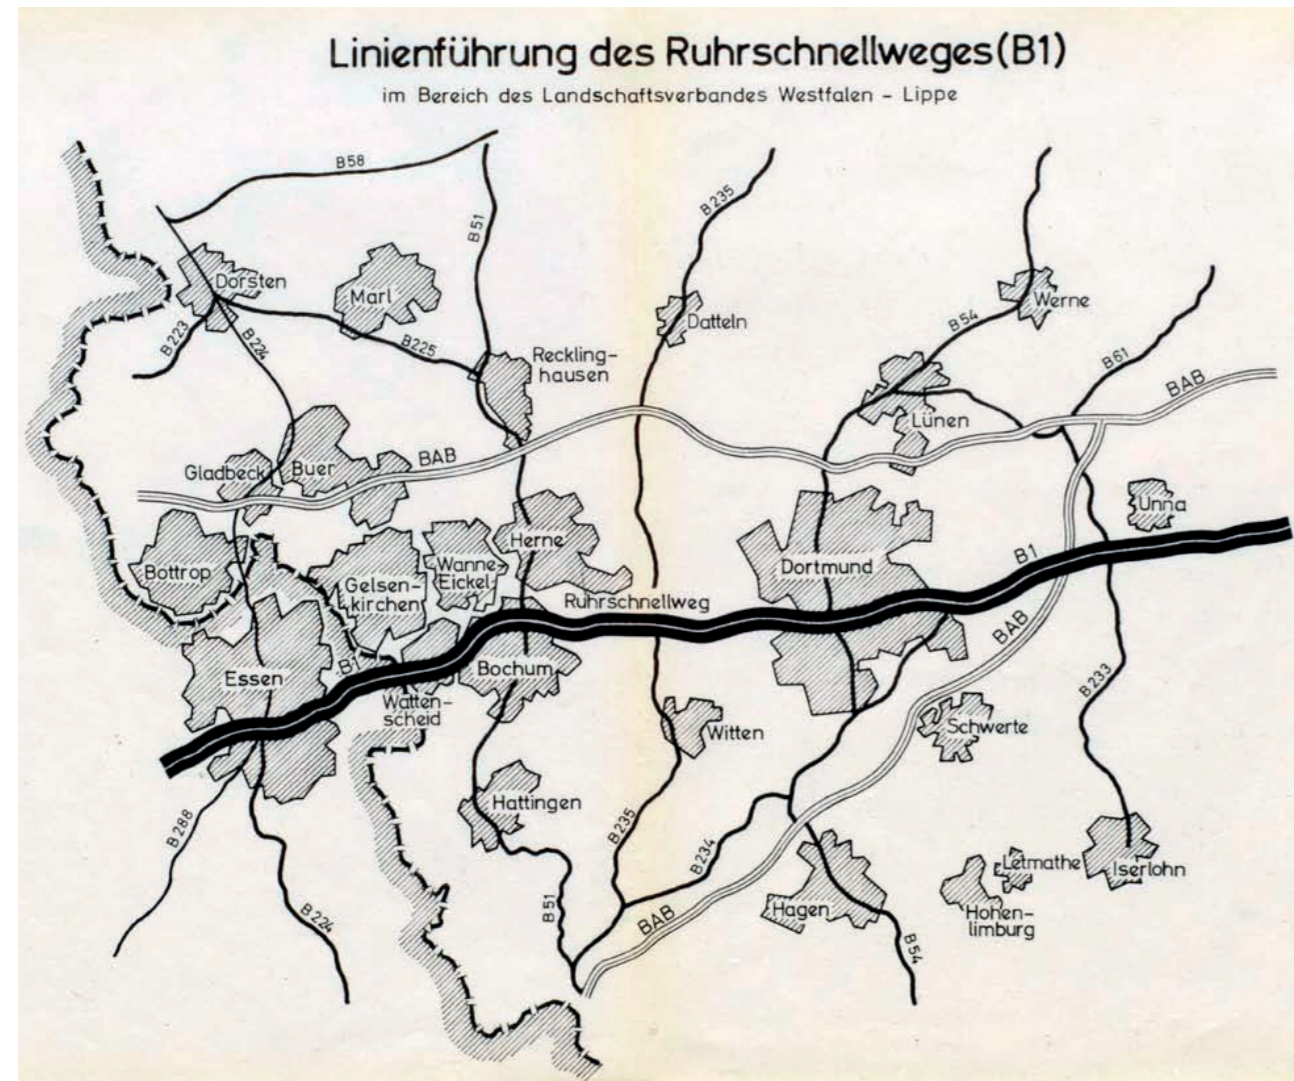 Linienführung des Ruhrschnellweges(B1)
im Bereich des Landschaftsverbandes Westfalen - Lippe
B58
B51
B235
Dorsten
Marl
Datteln
Werne
B54
B223
B224
B225
Reckling-
hausen
B61
BAB
Lünen
BAB
Gladbeck
Buer
Unna
Herne
Wanne-
Eickel
Bottrop
Gelsen-
kirchen
Dortmund
B1
Ruhrschnellweg
BAB
B1
Essen
Bochum
B233
Watten-
scheid
Witten
Schwerte
Hattingen
B288
B235
B234
Letmathe
Iserlohn
B51
BAB
Hagen
Hohen-
limburg
B224
B54